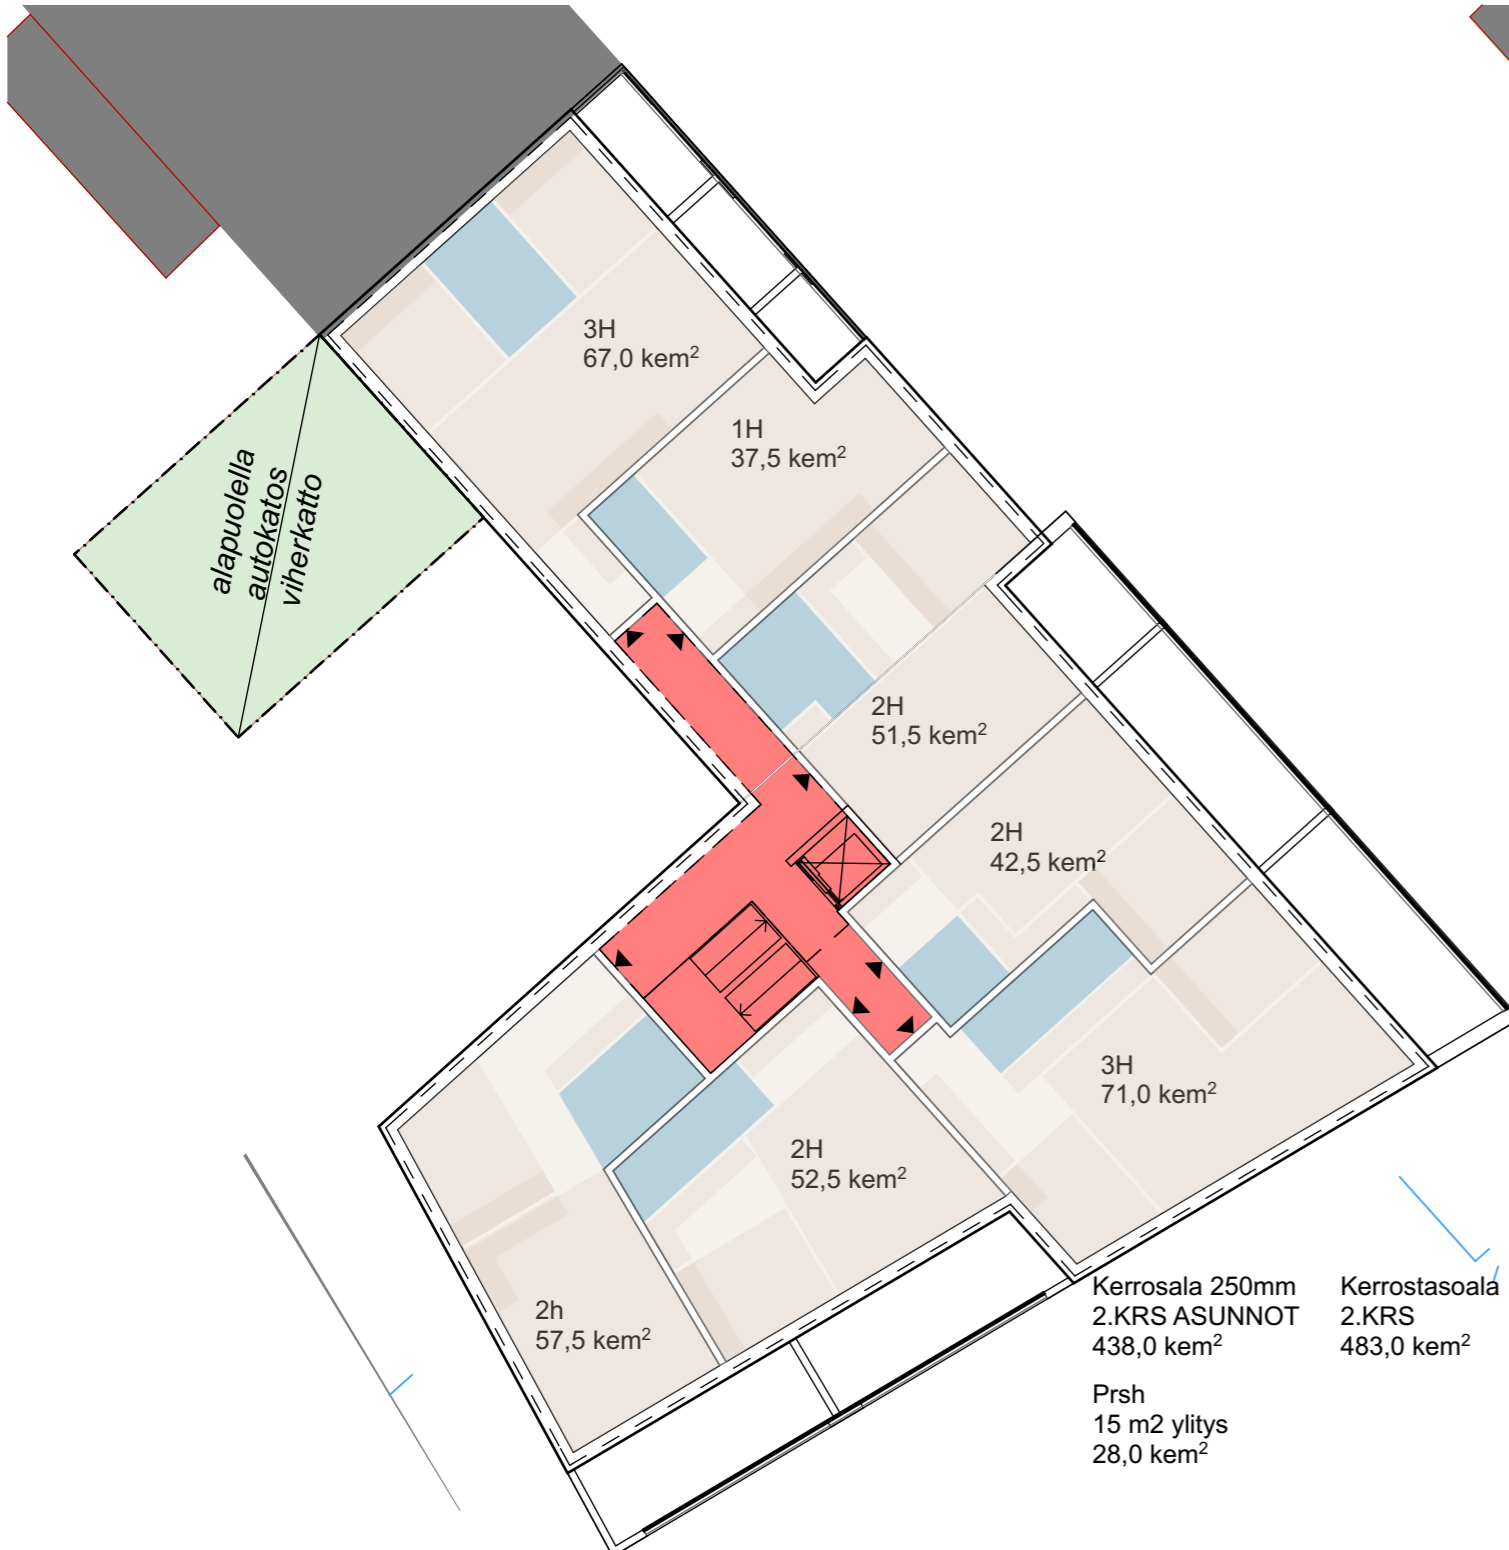 3H
67,0 kem²
1H
37,5 kem²
alapuolella
autokatos
viherkatto
2H
51,5 kem²
2H
42,5 kem²
3H
71,0 kem²
2H
52,5 kem²
2h
57,5 kem²
Kerrosala 250mm
2.KRS ASUNNOT
438,0 kem²
Kerrostasoala
2.KRS
483,0 kem²
Prsh
15 m2 ylitys
28,0 kem²